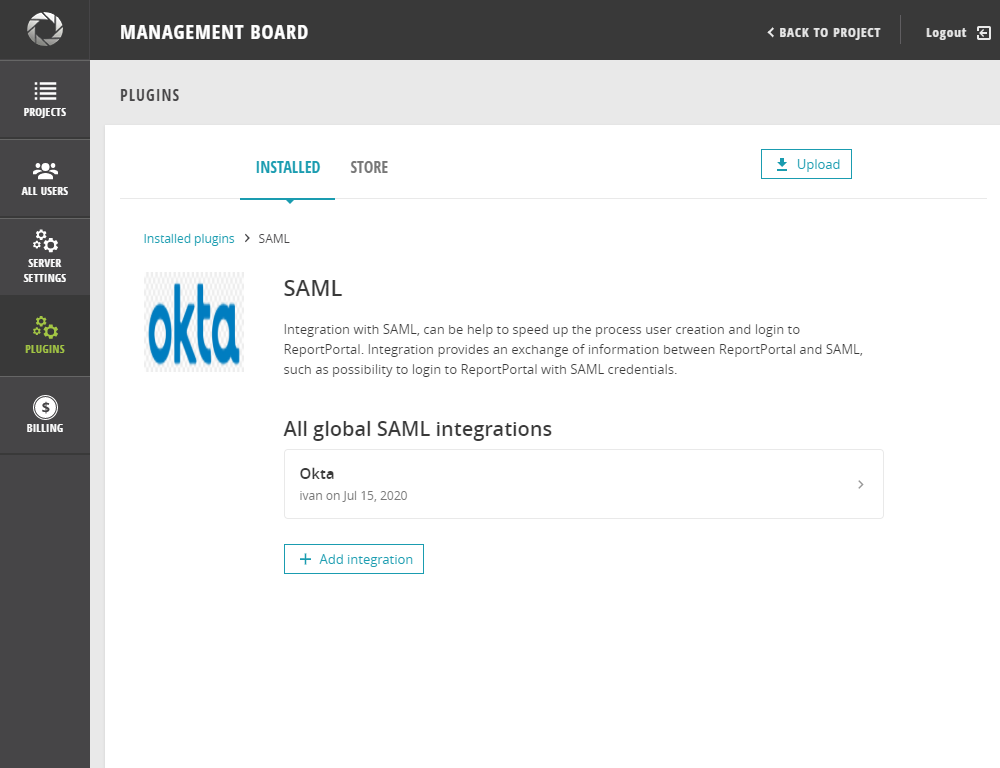 MANAGEMENT BOARD
BACK TO PROJECT
Logout
PROJECTS
ALL USERS
SERVER
SETTINGS
PLUGINS
$
BILLING
PLUGINS
INSTALLED
STORE
Upload
Installed plugins > SAML
okta
SAML
Integration with SAML, can be help to speed up the process user creation and login to
ReportPortal. Integration provides an exchange of information between ReportPortal and SAML,
such as possibility to login to ReportPortal with SAML credentials.
All global SAML integrations
Okta
ivan on Jul 15, 2020
+ Add integration